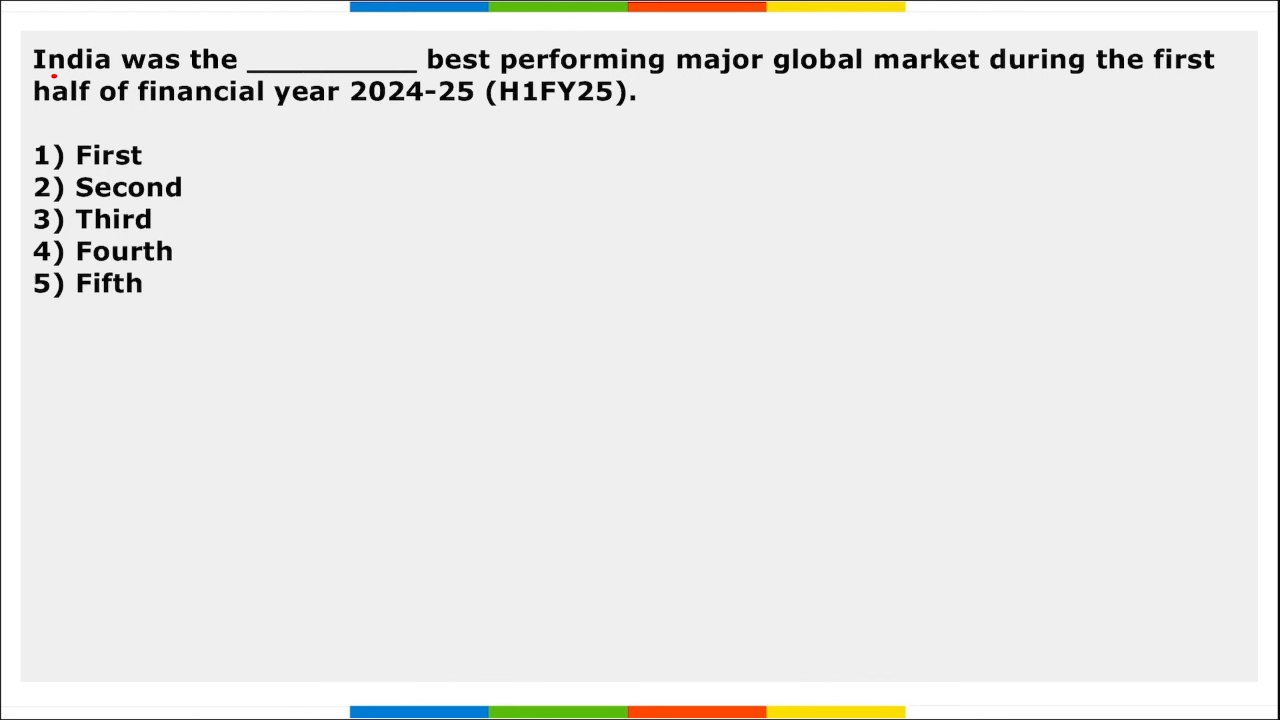 India was the __________ best performing major global market during the first
half of financial year 2024-25 (H1FY25).
1) First
2) Second
3) Third
4) Fourth
5) Fifth